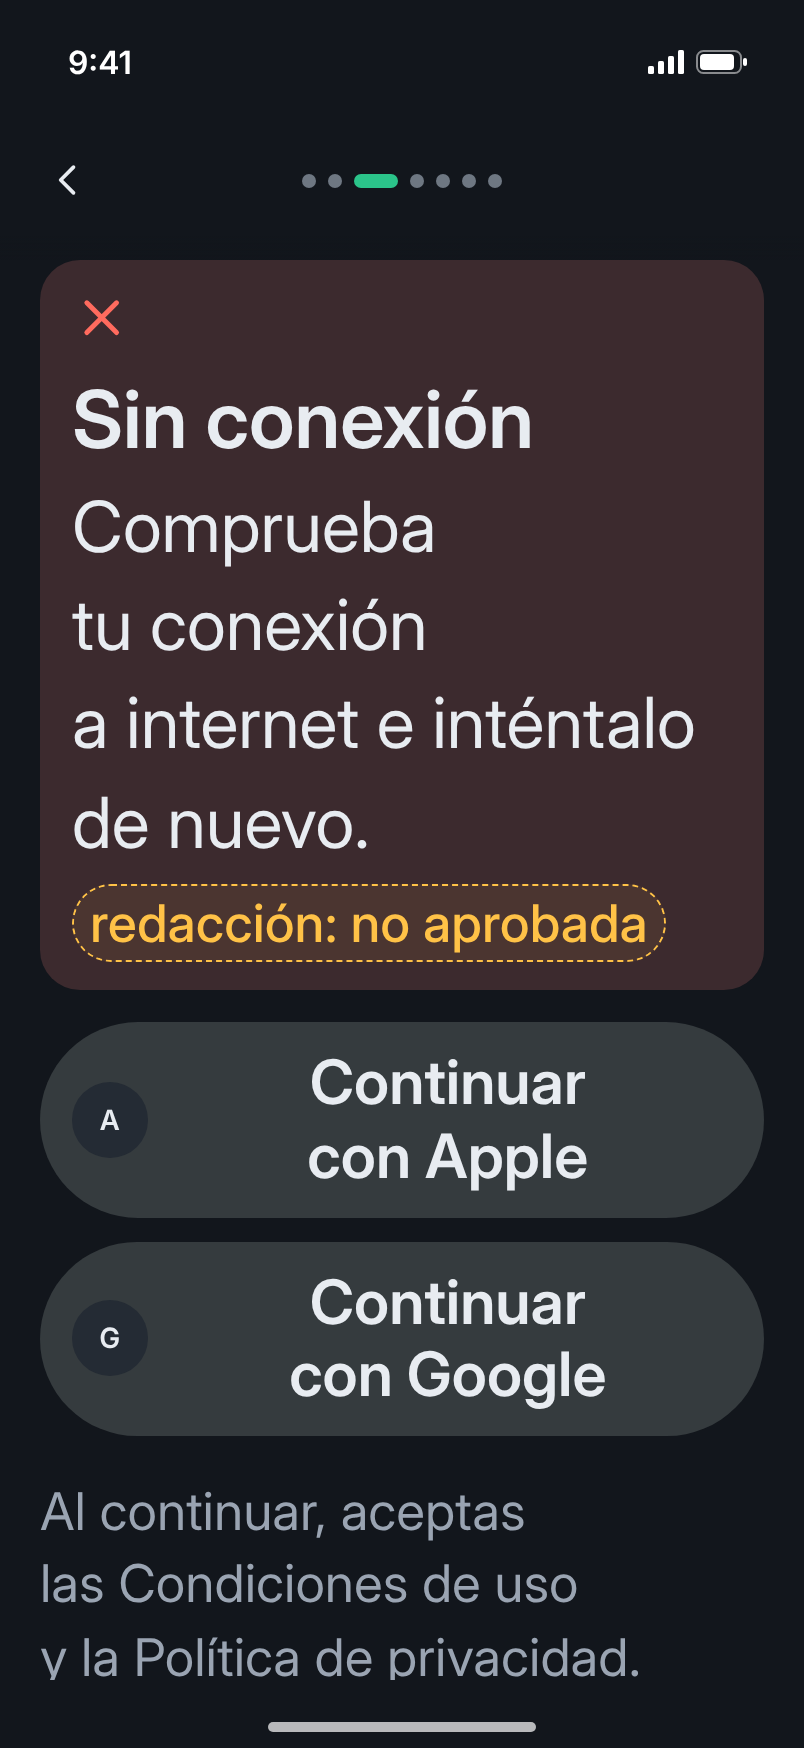 9:41
Sin conexión
Comprueba
tu conexión
a internet e inténtalo
de nuevo.
redacción: no aprobada
A
Continuar
con Apple
G
Continuar
con Google
Al continuar, aceptas
las Condiciones de uso
y la Política de privacidad.